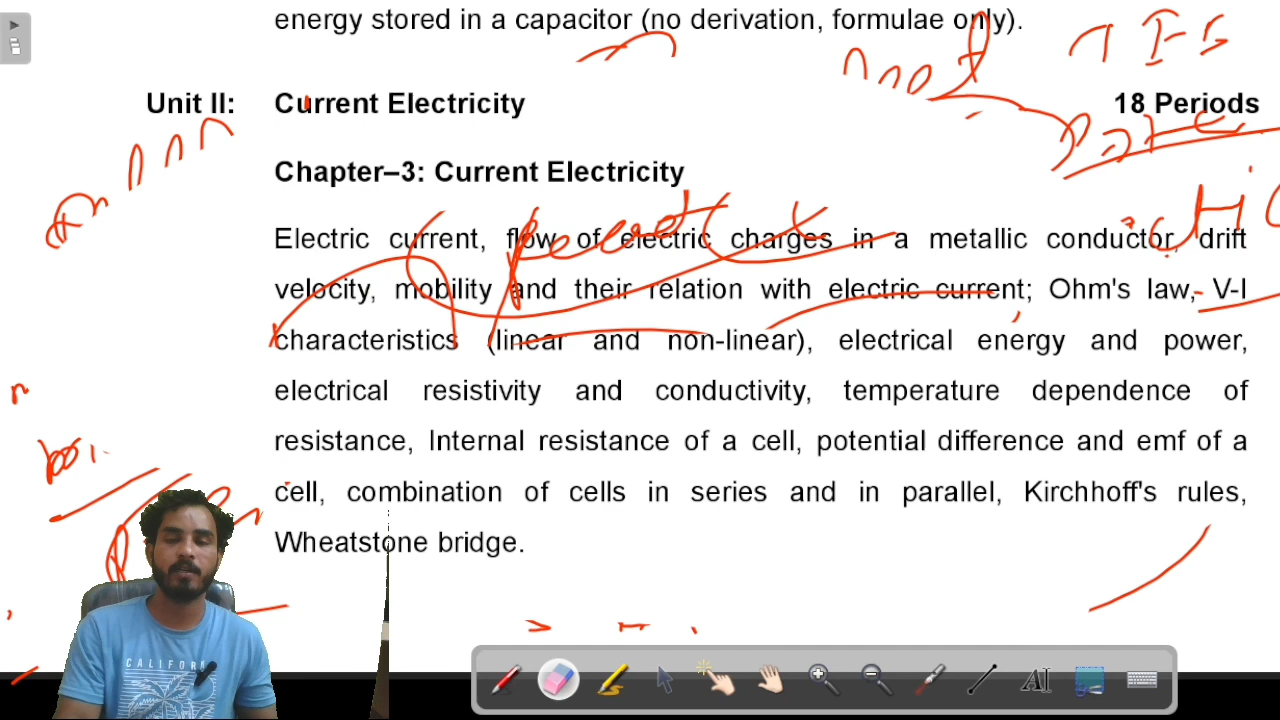 energy stored in a capacitor (no derivation, formulae only).
Unit II: Current Electricity 18 Periods
Chapter–3: Current Electricity
Electric current, flow of electric charges in a metallic conductor, drift
velocity, mobility and their relation with electric current; Ohm's law, V-I
characteristics (linear and non-linear), electrical energy and power,
electrical resistivity and conductivity, temperature dependence of
resistance, Internal resistance of a cell, potential difference and emf of a
cell, combination of cells in series and in parallel, Kirchhoff's rules,
Wheatstone bridge.
CALIFORN
AI